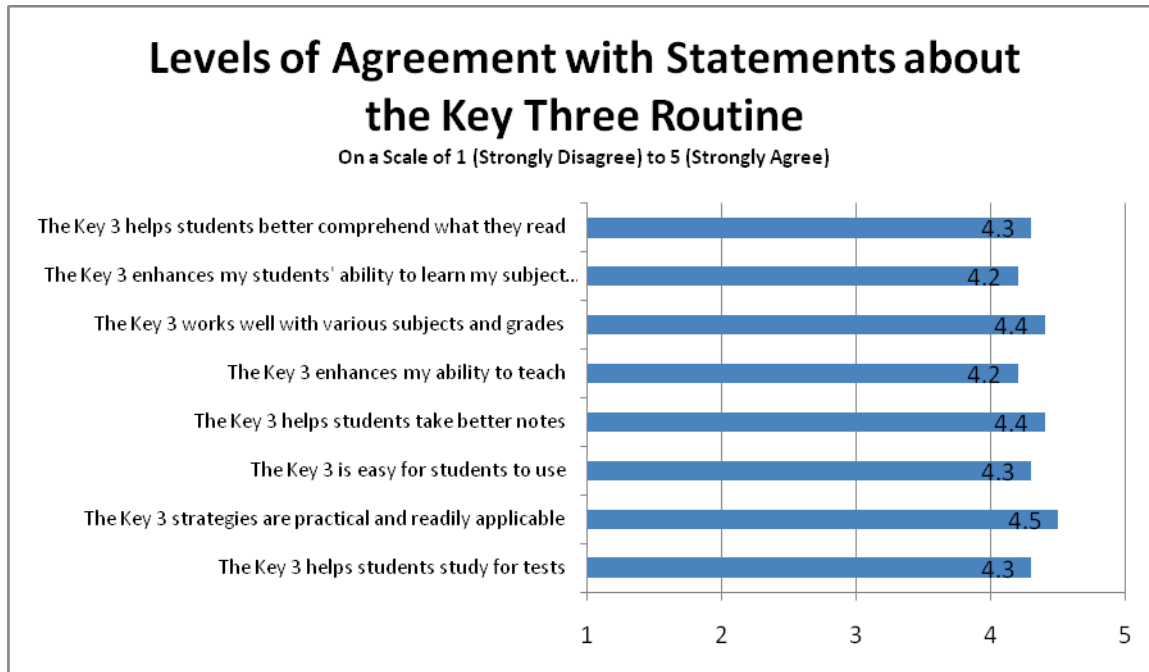 Levels of Agreement with Statements about
the Key Three Routine
On a Scale of 1 (Strongly Disagree) to 5 (Strongly Agree)
The Key 3 helps students better comprehend what they read
4.3
The Key 3 enhances my students' ability to learn my subject...
4.2
The Key 3 works well with various subjects and grades
4.4
The Key 3 enhances my ability to teach
4.2
The Key 3 helps students take better notes
4.4
The Key 3 is easy for students to use
4.3
The Key 3 strategies are practical and readily applicable
4.5
The Key 3 helps students study for tests
4.3
1 2 3 4 5